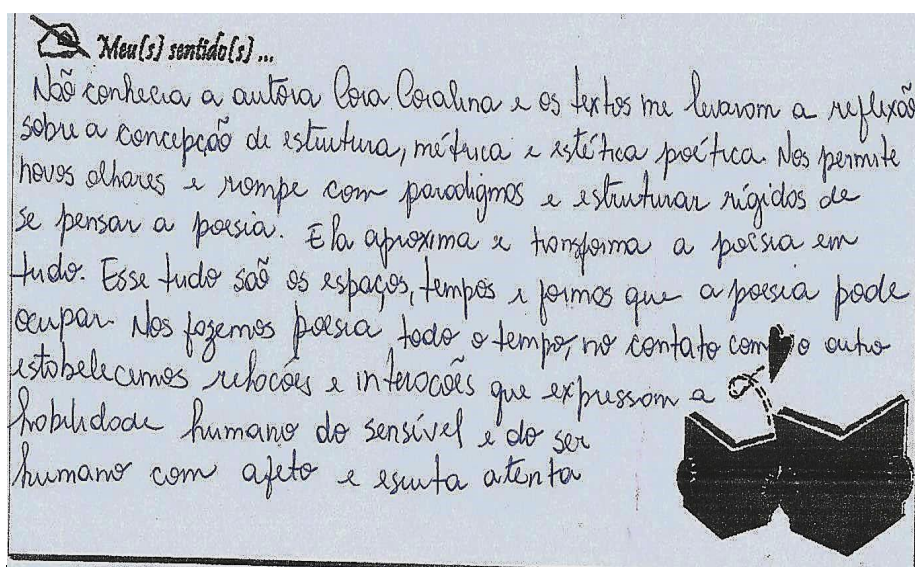 Meu(s) sentido(s)...
Não conhecia a autora Cora Coralina e os textos me levaram a reflexão
sobre a concepção de estrutura, métrica e estética poética. Nos permite
novos olhares e rompe com paradigmas e estruturar rígidos de
se pensar a poesia. Ela aproxima e transforma a poesia em
tudo. Esse tudo são os espaços, tempos e formas que a poesia pode
ocupar. Nos fazemos poesia todo o tempo, no contato com o outro
estabelecemos relações e interações que expressam a
habilidade humano do sensível e do ser
humano com afeto e escuta atenta